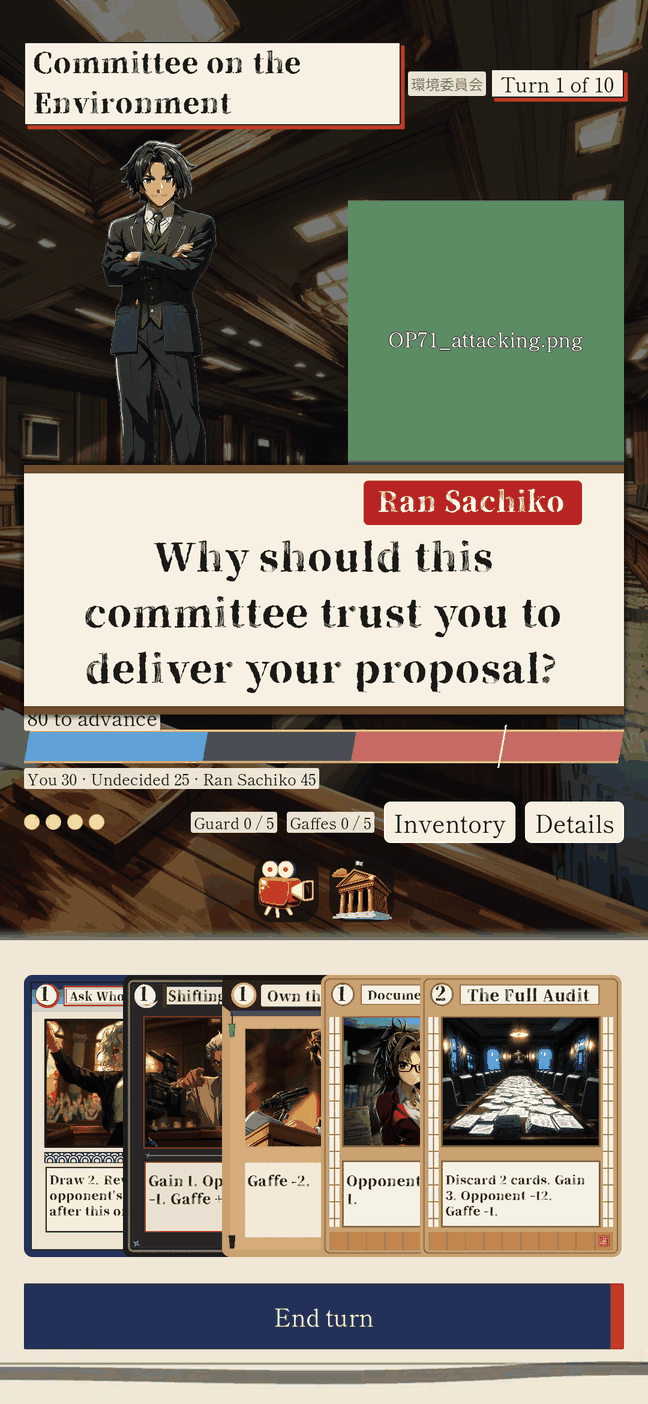 Committee on the
Environment
環境委員会
Turn 1 of 10
OP71_attacking.png
Ran Sachiko
Why should this
committee trust you to
deliver your proposal?
80 to advance
You 30 · Undecided 25 · Ran Sachiko 45
Guard 0 / 5
Gaffes 0 / 5
Inventory
Details
1
Ask Who
Draw 2. Rev
opponent's
after this o
1
Shifting
Gain 1. Op
-1. Gaffe +
1
Own th
Gaffe -2.
1
Docume
Opponent
1.
2
The Full Audit
Discard 2 cards. Gain
3. Opponent -12.
Gaffe -1.
End turn